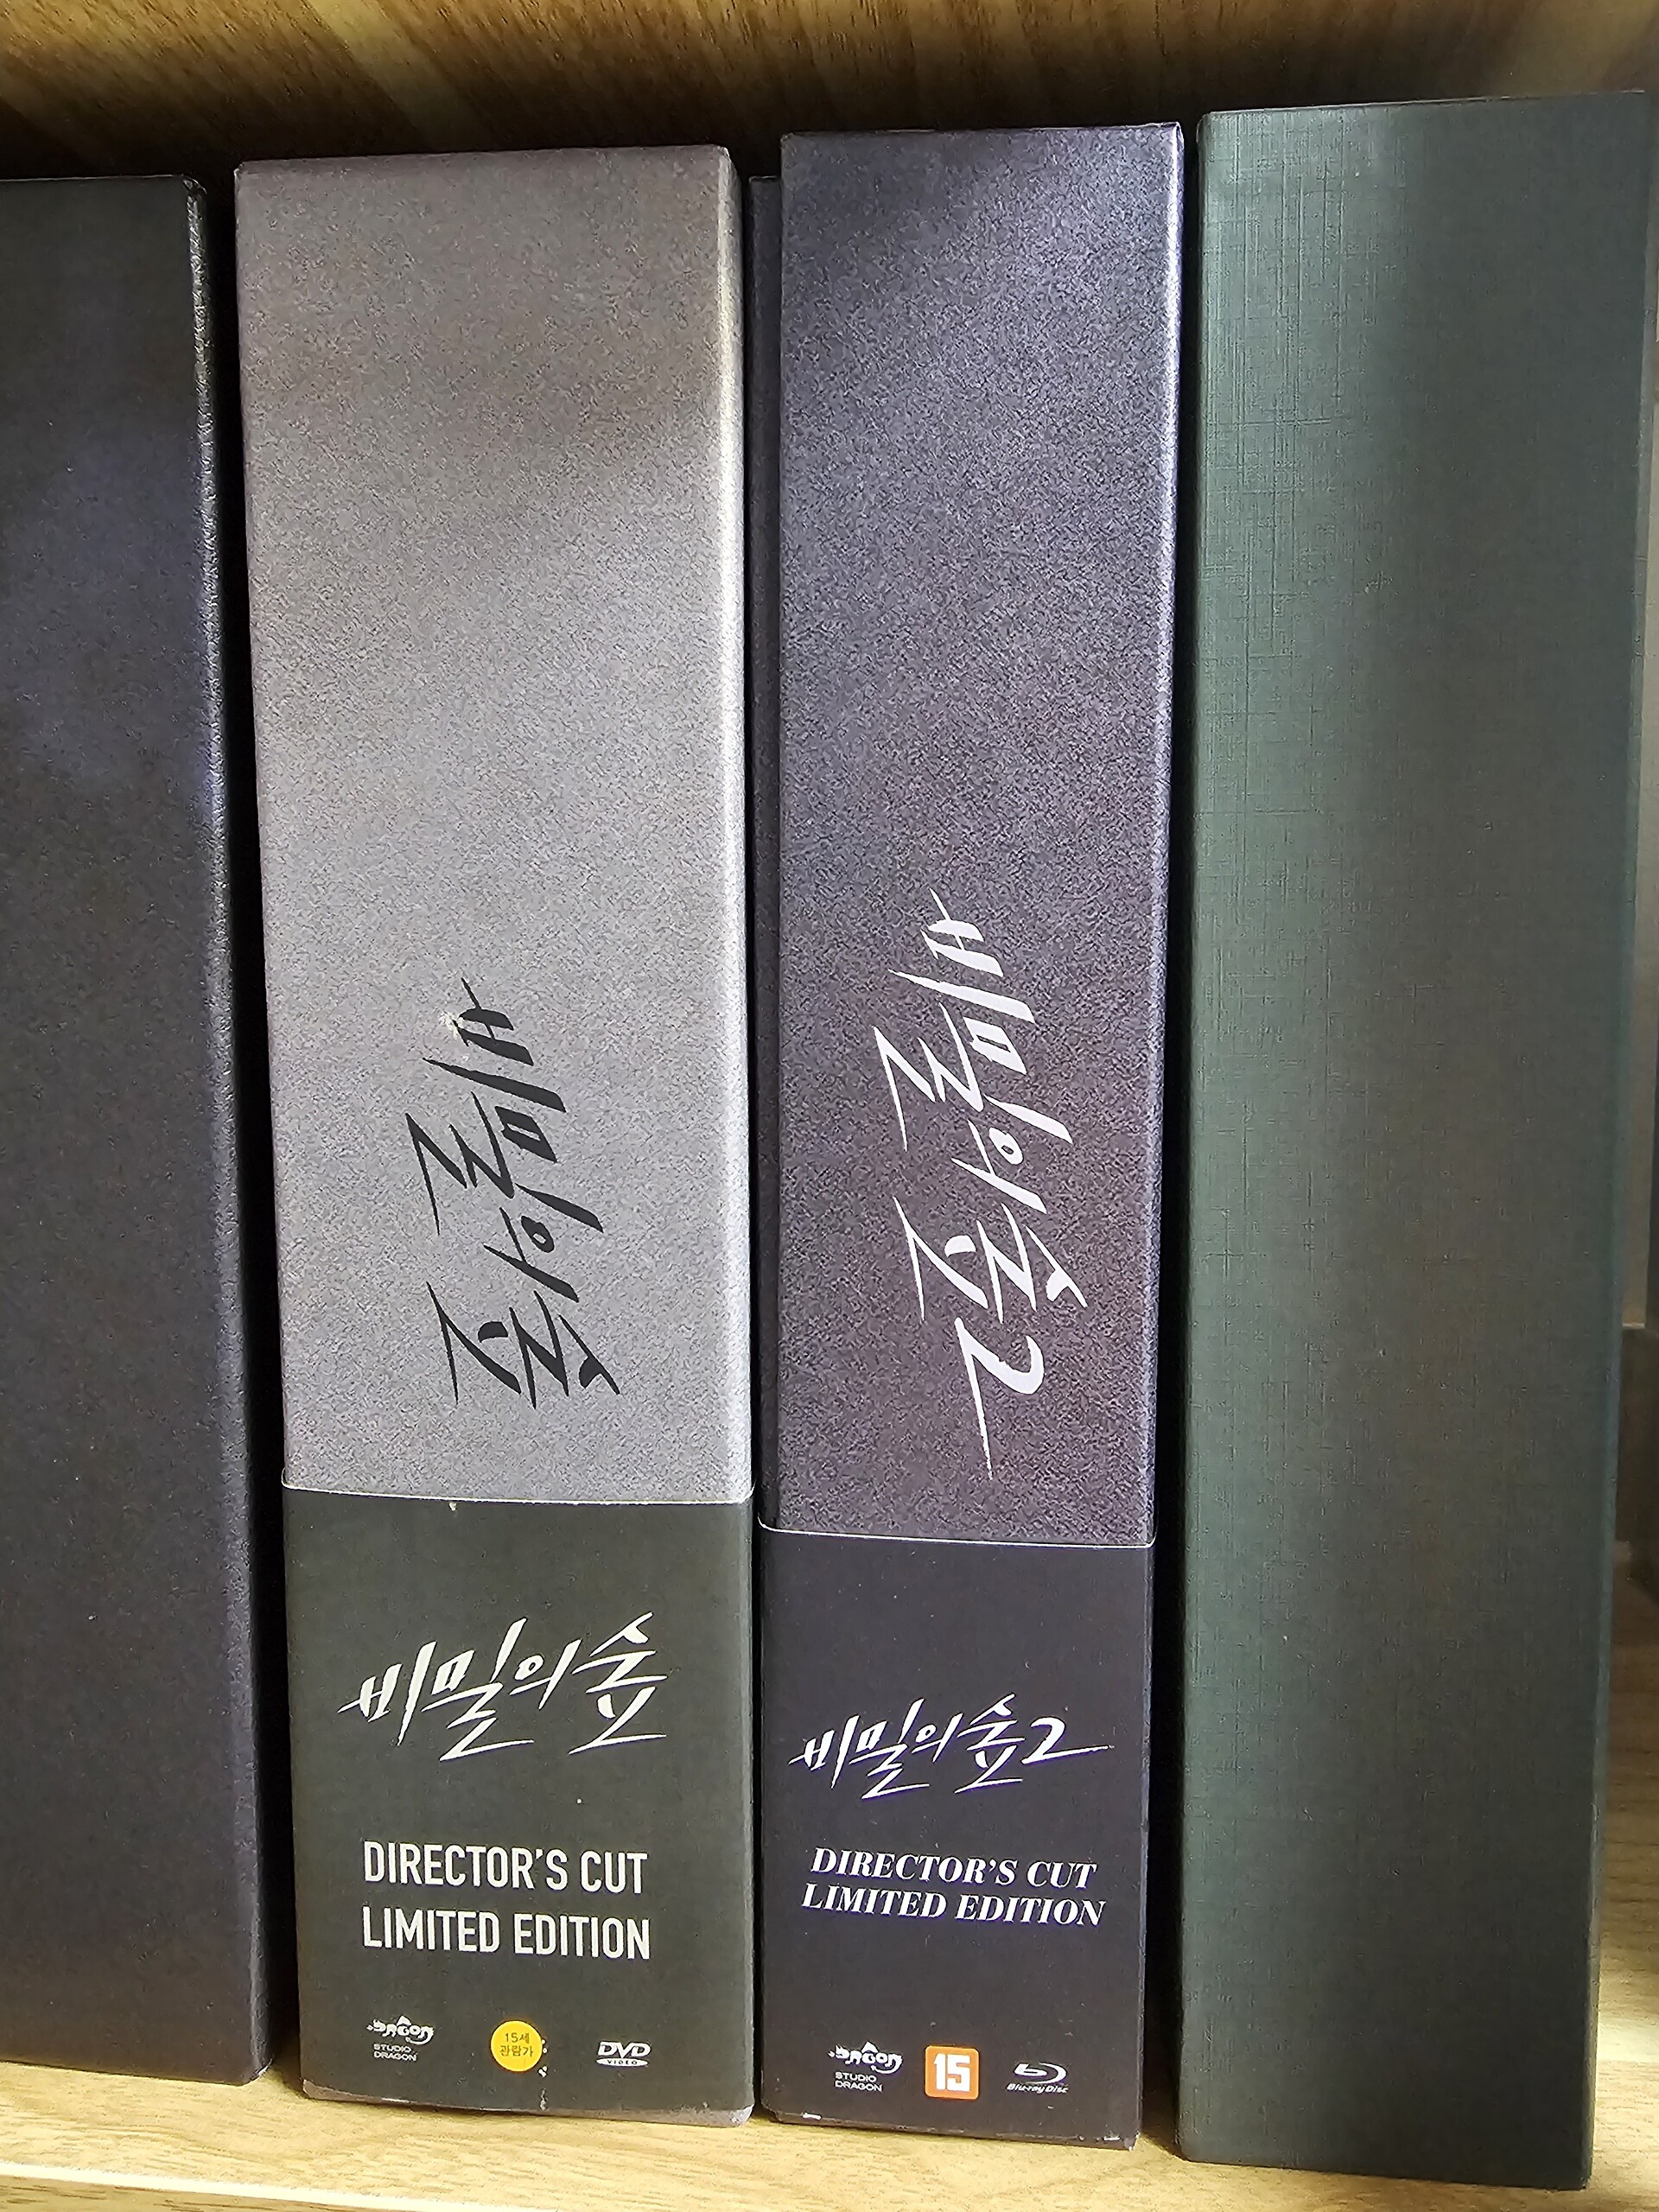 비밀의 숲
비밀의 숲
DIRECTOR'S CUT
LIMITED EDITION
DRAGON
STUDIO
DRAGON
15세
관람가
DVD
VIDEO
비밀의 숲2
비밀의 숲2
DIRECTOR'S CUT
LIMITED EDITION
DRAGON
STUDIO
DRAGON
15
Blu-ray Disc